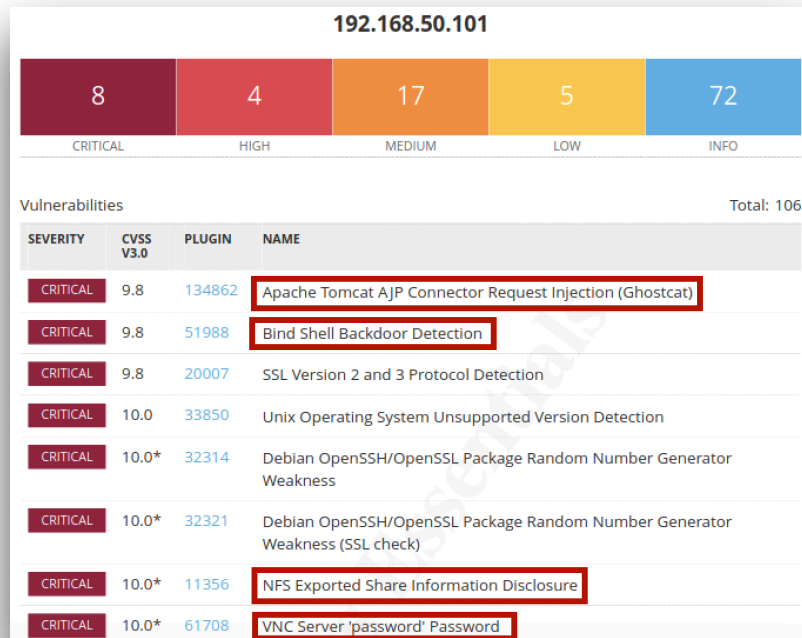 192.168.50.101
8 4 17 5 72
CRITICAL HIGH MEDIUM LOW INFO
Vulnerabilities Total: 106
SEVERITY CVSS V3.0 PLUGIN NAME
CRITICAL 9.8 134862 Apache Tomcat AJP Connector Request Injection (Ghostcat)
CRITICAL 9.8 51988 Bind Shell Backdoor Detection
CRITICAL 9.8 20007 SSL Version 2 and 3 Protocol Detection
CRITICAL 10.0 33850 Unix Operating System Unsupported Version Detection
CRITICAL 10.0* 32314 Debian OpenSSH/OpenSSL Package Random Number Generator
Weakness
CRITICAL 10.0* 32321 Debian OpenSSH/OpenSSL Package Random Number Generator
Weakness (SSL check)
CRITICAL 10.0* 11356 NFS Exported Share Information Disclosure
CRITICAL 10.0* 61708 VNC Server 'password' Password
Essentials